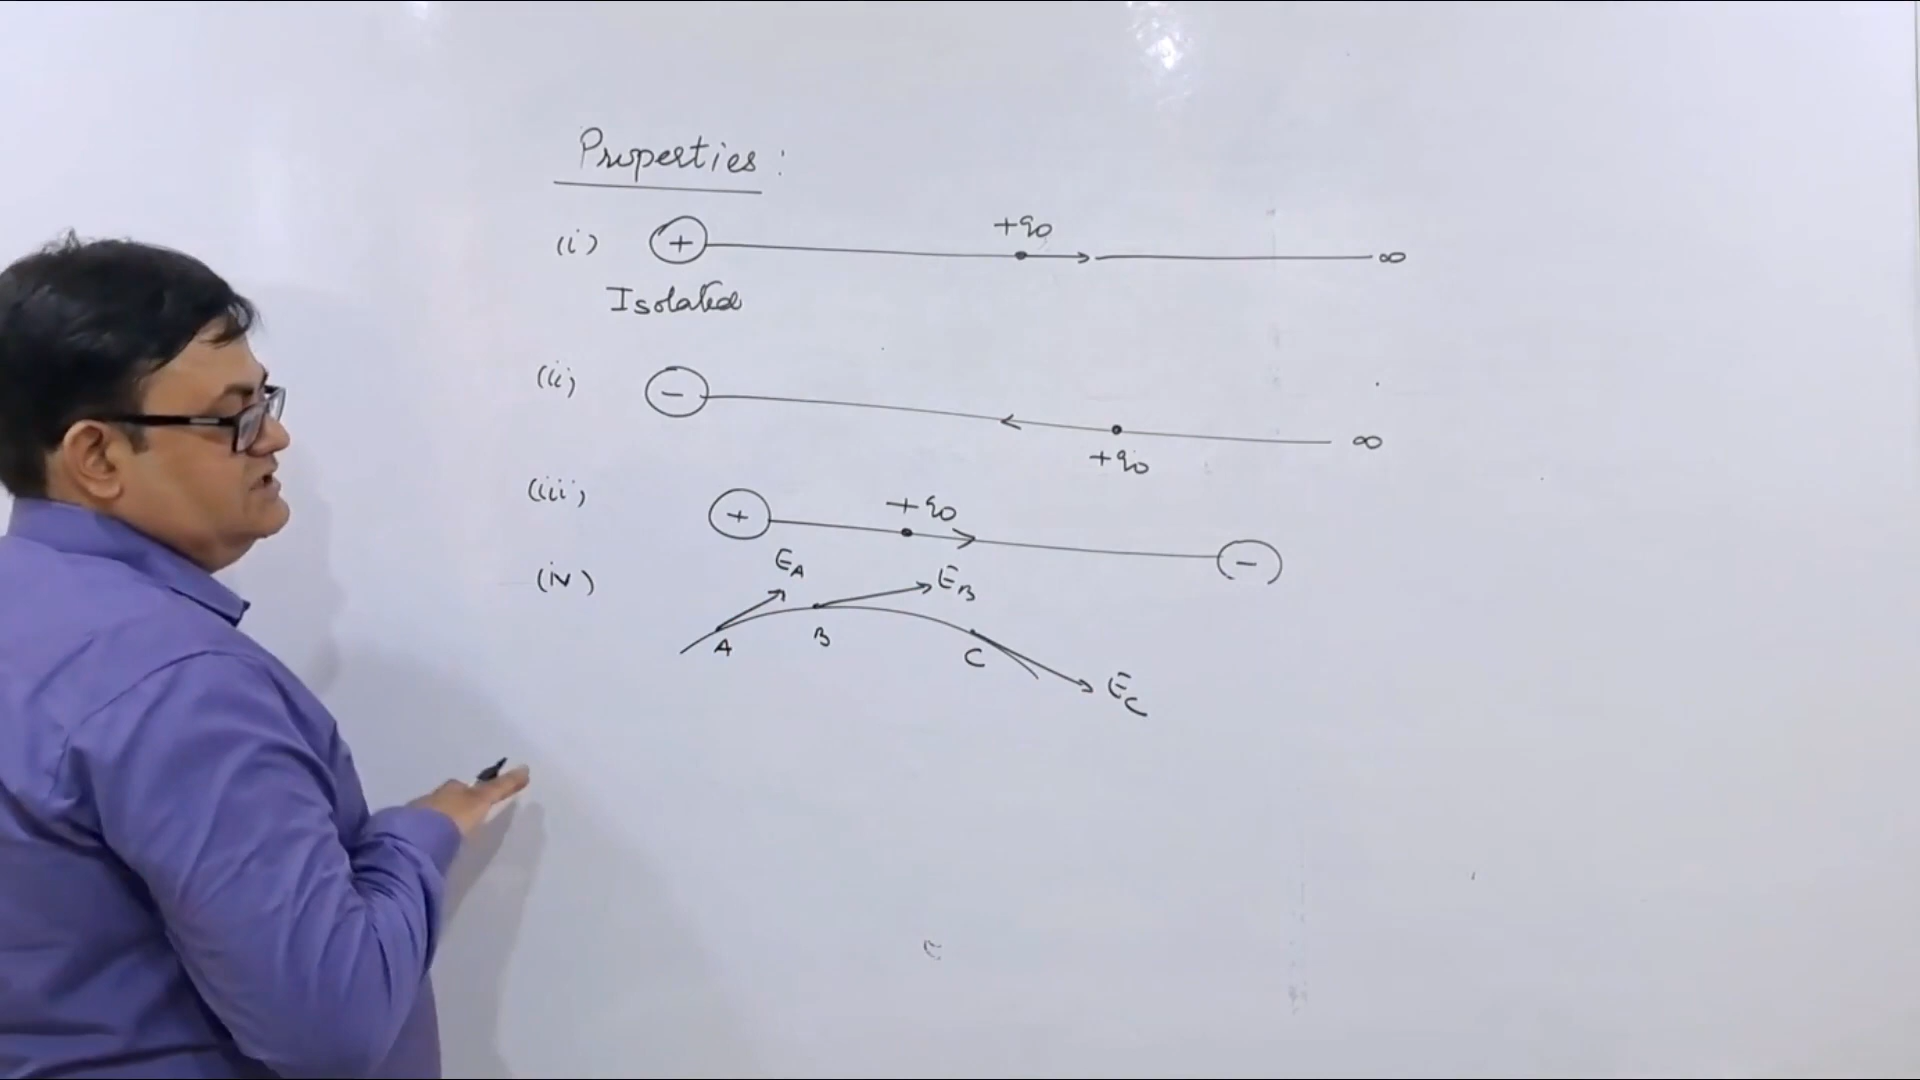 Properties :
(i) + +q0 ∞
Isolated
(ii) - ∞
+q0
(iii) + +q0 -
(iv) EA EB
A B C EC